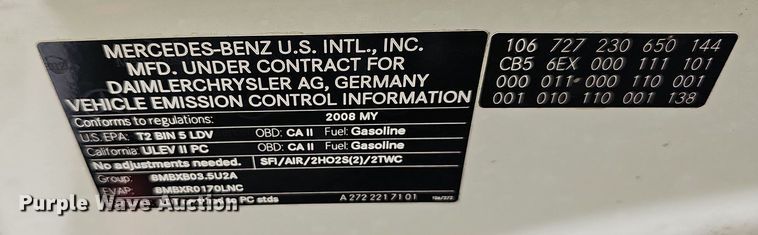 MERCEDES-BENZ U.S. INTL., INC.
MFD. UNDER CONTRACT FOR
DAIMLERCHRYSLER AG, GERMANY
VEHICLE EMISSION CONTROL INFORMATION
Conforms to regulations: 2008 MY
U.S. EPA: T2 BIN 5 LDV OBD: CA II Fuel: Gasoline
California: ULEV II PC OBD: CA II Fuel: Gasoline
No adjustments needed. SFI/AIR/2HO2S(2)/2TWC
Group: 8MBXB03.5U2A
EVAP: 8MBXR0170LNC
to PC stds A 272 221 71 01
106 727 230 650 144
CB5 6EX 000 111 101
000 011 000 110 001
001 010 110 001 138
Purple Wave Auction